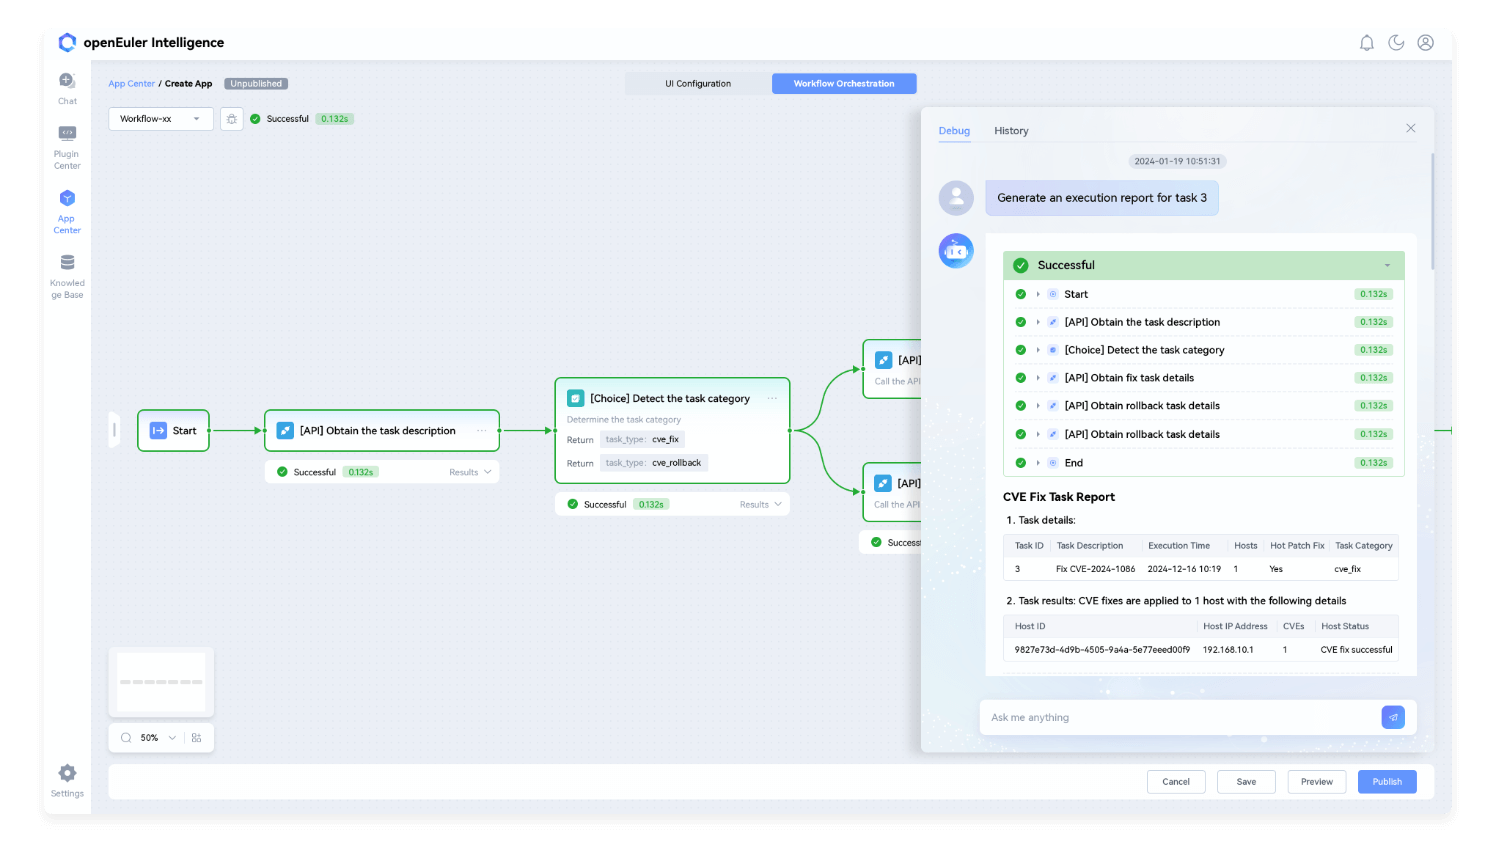 openEuler Intelligence
Chat
Plugin
Center
App
Center
Knowled
ge Base
Settings
App Center / Create App
Unpublished
UI Configuration
Workflow Orchestration
Workflow-xx
Successful
0.132s
Start
[API] Obtain the task description
Successful
0.132s
Results
[Choice] Detect the task category
Determine the task category
Return task_type: cve_fix
Return task_type: cve_rollback
Successful
0.132s
Results
[API]
Call the API
[API]
Call the API
Success
50%
Debug
History
2024-01-19 10:51:31
Generate an execution report for task 3
Successful
Start 0.132s
[API] Obtain the task description 0.132s
[Choice] Detect the task category 0.132s
[API] Obtain fix task details 0.132s
[API] Obtain rollback task details 0.132s
[API] Obtain rollback task details 0.132s
End 0.132s
CVE Fix Task Report
1. Task details:
Task ID Task Description Execution Time Hosts Hot Patch Fix Task Category
3 Fix CVE-2024-1086 2024-12-16 10:19 1 Yes cve_fix
2. Task results: CVE fixes are applied to 1 host with the following details
Host ID Host IP Address CVEs Host Status
9827e73d-4d9b-4505-9a4a-5e77eeed00f9 192.168.10.1 1 CVE fix successful
Ask me anything
Cancel
Save
Preview
Publish